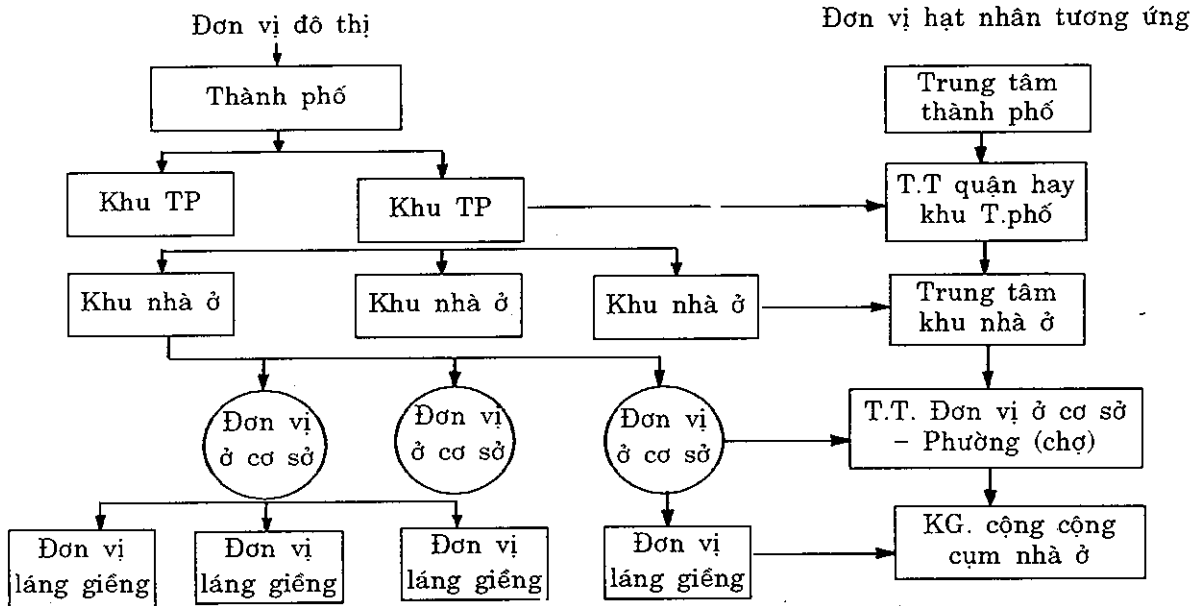 Đơn vị đô thị
Đơn vị hạt nhân tương ứng
Thành phố
Trung tâm
thành phố
Khu TP
Khu TP
T.T quận hay
khu T.phố
Khu nhà ở
Khu nhà ở
Khu nhà ở
Trung tâm
khu nhà ở
Đơn vị
ở cơ sở
Đơn vị
ở cơ sở
Đơn vị
ở cơ sở
T.T. Đơn vị ở cơ sở
– Phường (chợ)
Đơn vị
láng giềng
Đơn vị
láng giềng
Đơn vị
láng giềng
Đơn vị
láng giềng
KG. cộng cộng
cụm nhà ở